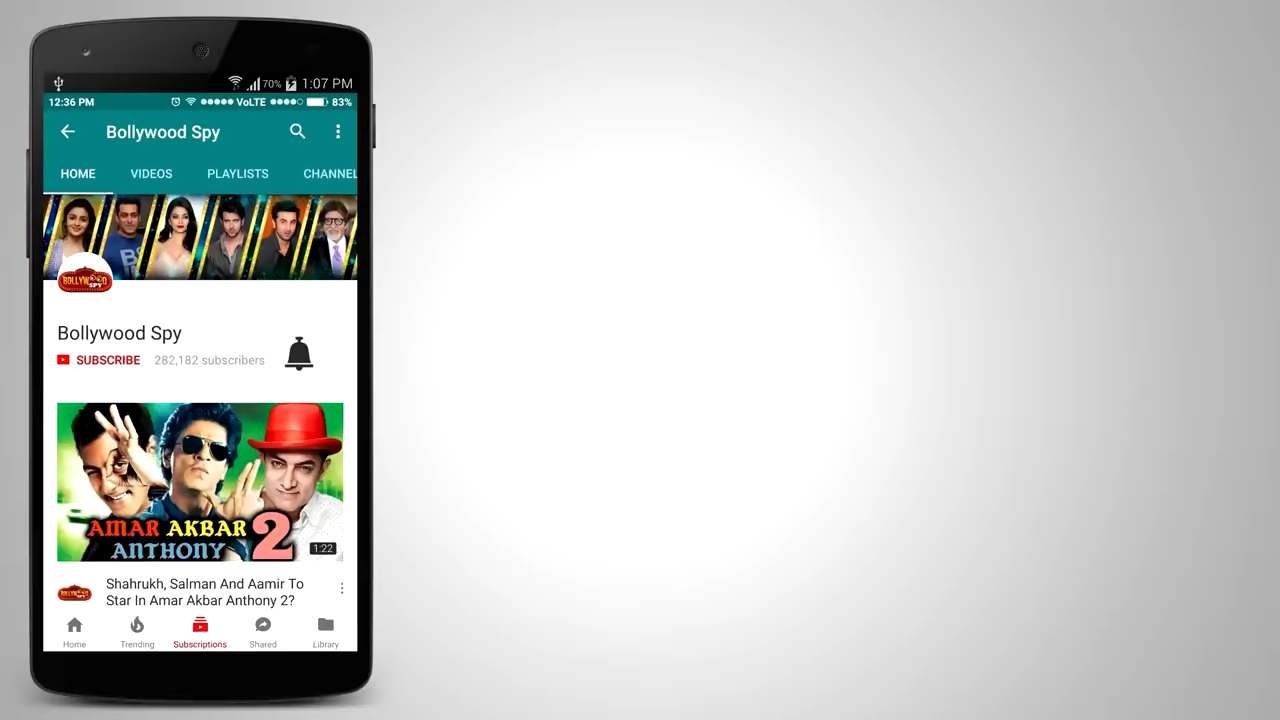 70% 1:07 PM
12:36 PM VoLTE 83%
Bollywood Spy
HOME VIDEOS PLAYLISTS CHANNEL
BOLLYWOOD
SPY
Bollywood Spy
SUBSCRIBE 282,182 subscribers
AMAR AKBAR 2
ANTHONY
1:22
Shahrukh, Salman And Aamir To
Star In Amar Akbar Anthony 2?
Home Trending Subscriptions Shared Library